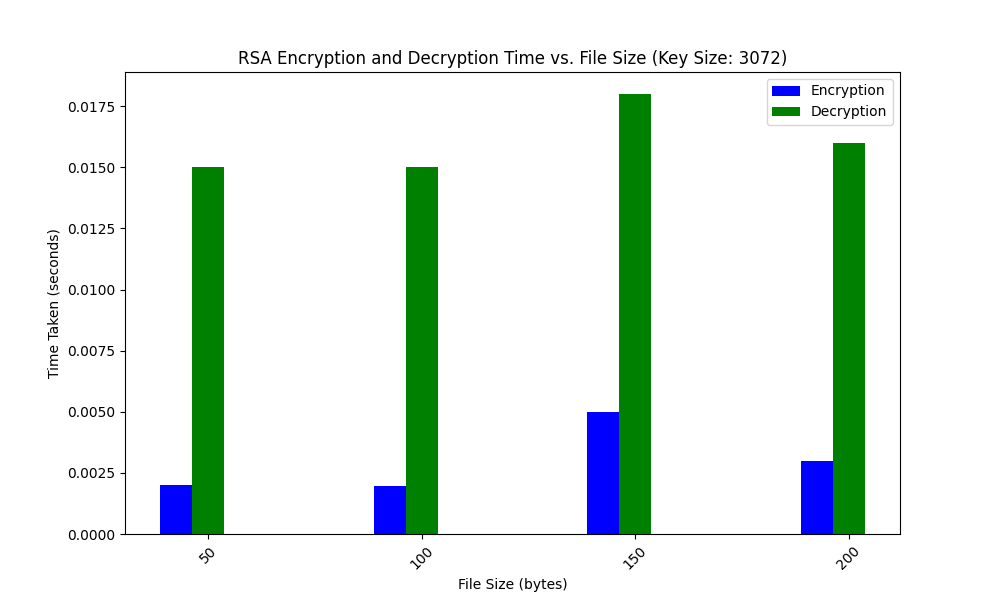 RSA Encryption and Decryption Time vs. File Size (Key Size: 3072)
Encryption
Decryption
0.0175
0.0150
0.0125
0.0100
0.0075
0.0050
0.0025
0.0000
Time Taken (seconds)
50
100
150
200
File Size (bytes)